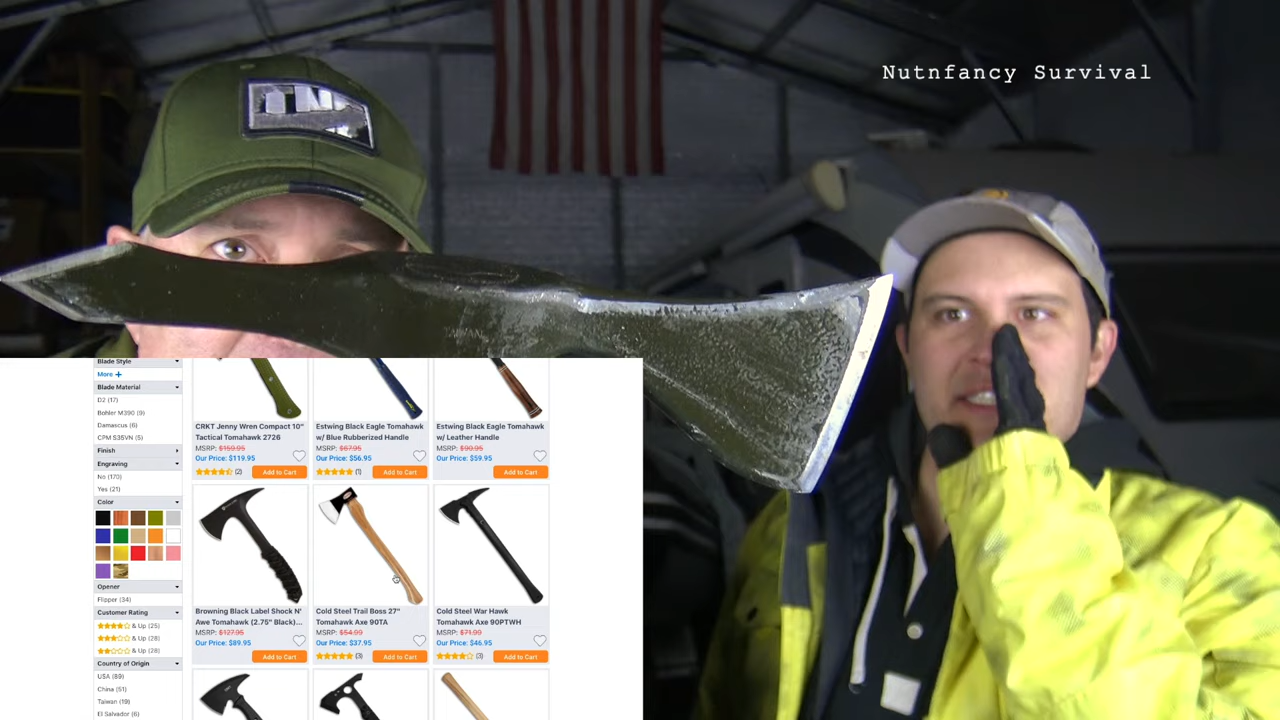 Nutnfancy Survival
TNP
TAIWAN
Blade Style
More +
Blade Material
D2 (17)
Bohler M390 (9)
Damascus (6)
CPM S35VN (5)
Finish
Engraving
No (170)
Yes (21)
Color
Opener
Flipper (34)
Customer Rating
& Up (25)
& Up (28)
& Up (28)
Country of Origin
USA (89)
China (51)
Taiwan (19)
El Salvador (6)
CRKT Jenny Wren Compact 10"
Tactical Tomahawk 2726
MSRP: $159.95
Our Price: $119.95
(2) Add to Cart
Estwing Black Eagle Tomahawk
w/ Blue Rubberized Handle
MSRP: $67.95
Our Price: $56.95
(1) Add to Cart
Estwing Black Eagle Tomahawk
w/ Leather Handle
MSRP: $90.95
Our Price: $59.95
Add to Cart
Browning Black Label Shock N'
Awe Tomahawk (2.75" Black)...
MSRP: $127.95
Our Price: $89.95
Add to Cart
Cold Steel Trail Boss 27"
Tomahawk Axe 90TA
MSRP: $54.99
Our Price: $37.95
(3) Add to Cart
Cold Steel War Hawk
Tomahawk Axe 90PTWH
MSRP: $71.99
Our Price: $46.95
(3) Add to Cart